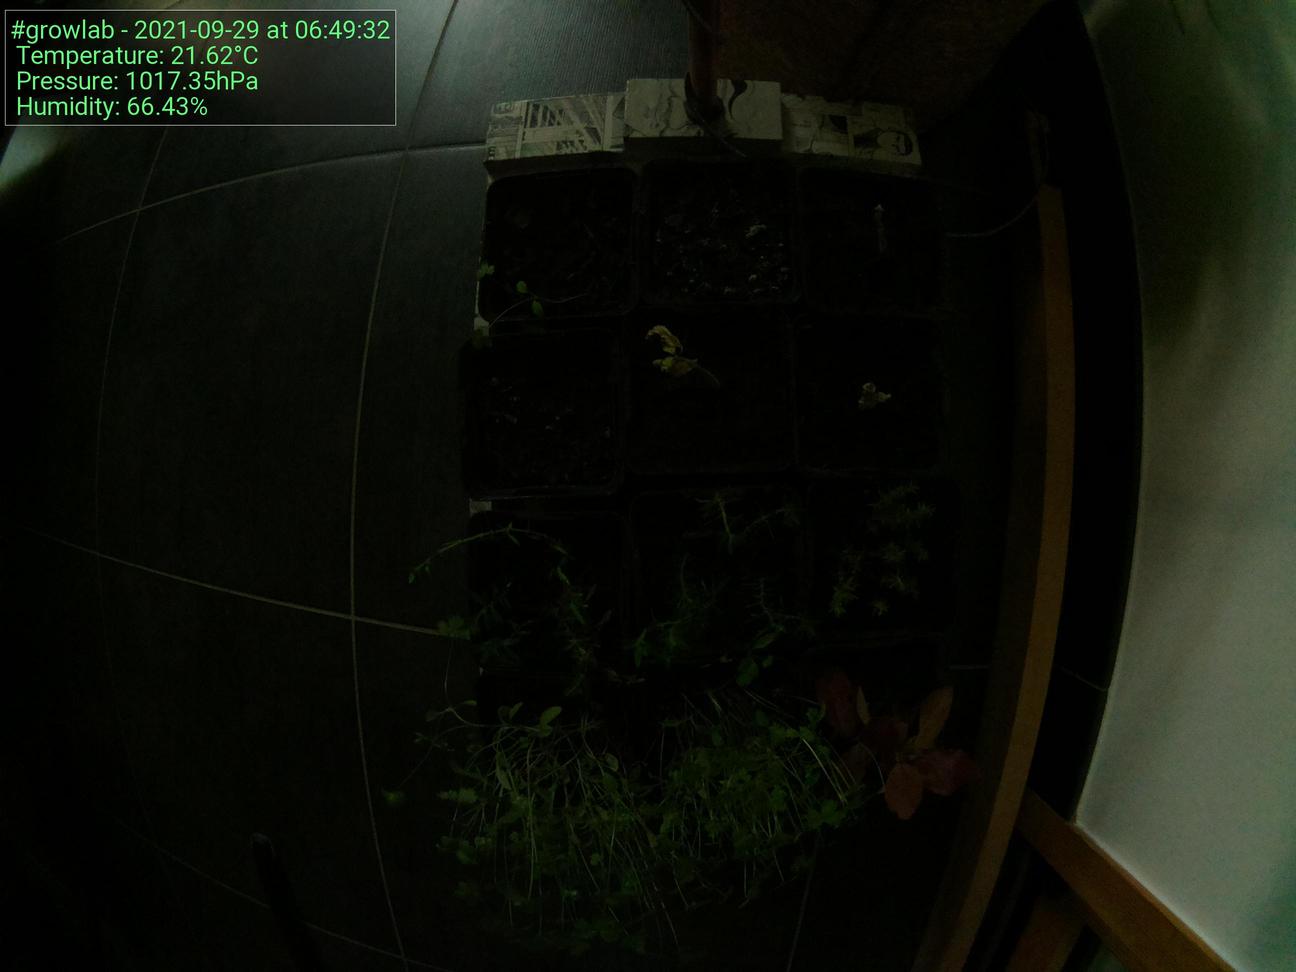 #growlab - 2021-09-29 at 06:49:32
Temperature: 21.62°C
Pressure: 1017.35hPa
Humidity: 66.43%